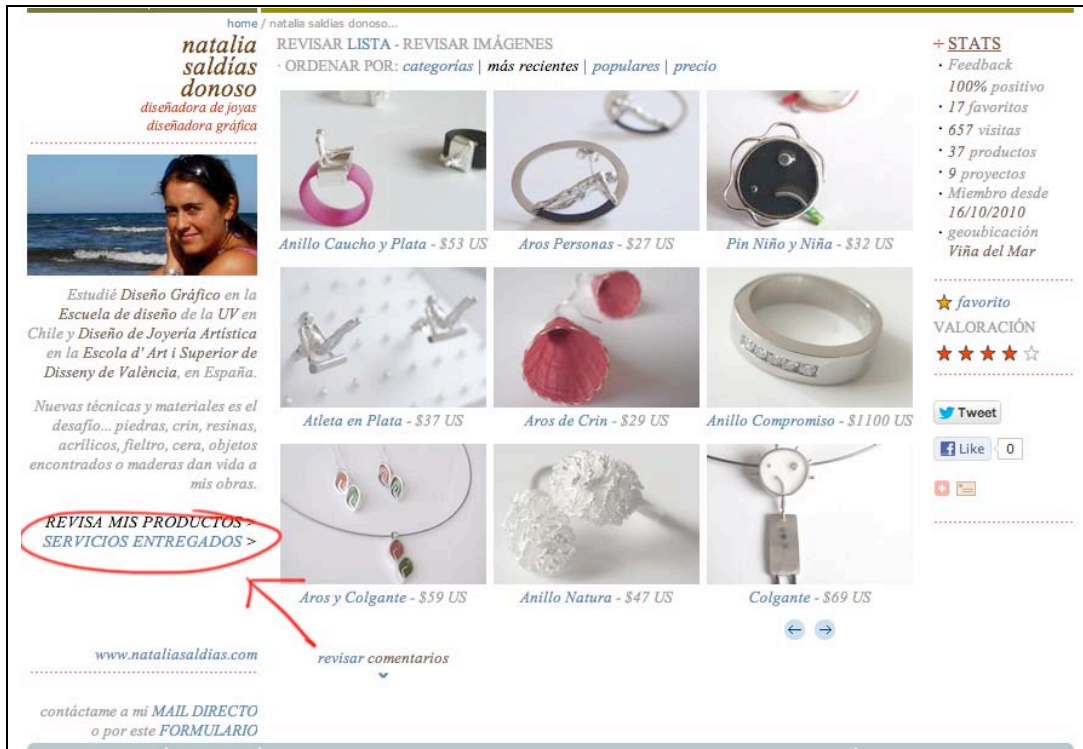 home / natalia saldias donoso...
natalia
saldías
donoso
diseñadora de joyas
diseñadora gráfica
Estudié Diseño Gráfico en la
Escuela de diseño de la UV en
Chile y Diseño de Joyería Artística
en la Escola d' Art i Superior de
Disseny de València, en España.
Nuevas técnicas y materiales es el
desafío... piedras, crin, resinas,
acrílicos, fieltro, cera, objetos
encontrados o maderas dan vida a
mis obras.
REVISA MIS PRODUCTOS >
SERVICIOS ENTREGADOS >
www.nataliasaldias.com
contáctame a mi MAIL DIRECTO
o por este FORMULARIO
REVISAR LISTA - REVISAR IMÁGENES
· ORDENAR POR: categorías | más recientes | populares | precio
Anillo Caucho y Plata - $53 US
Aros Personas - $27 US
Pin Niño y Niña - $32 US
Atleta en Plata - $37 US
Aros de Crin - $29 US
Anillo Compromiso - $1100 US
Aros y Colgante - $59 US
Anillo Natura - $47 US
Colgante - $69 US
revisar comentarios
÷ STATS
· Feedback
100% positivo
· 17 favoritos
· 657 visitas
· 37 productos
· 9 proyectos
· Miembro desde
16/10/2010
· geoubicación
Viña del Mar
favorito
VALORACIÓN
Tweet
Like 0